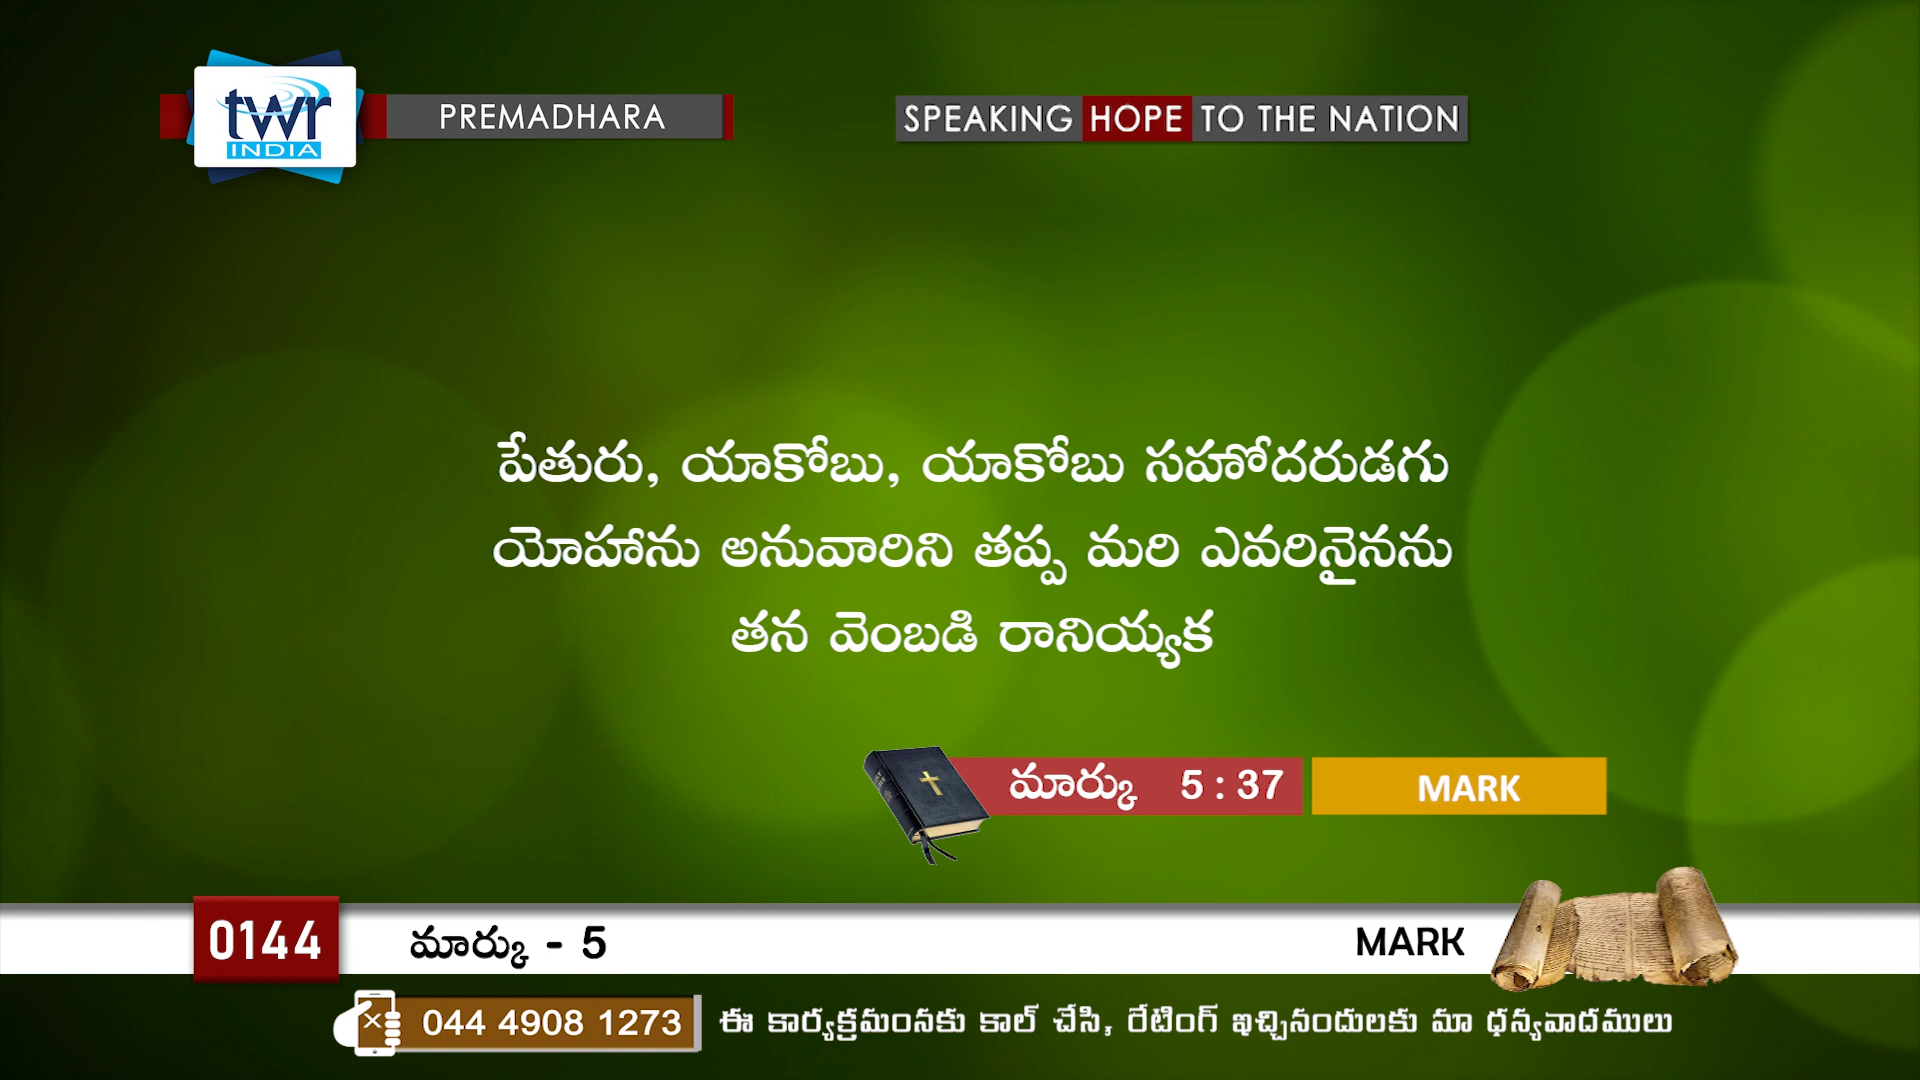 twr
INDIA
PREMADHARA
SPEAKING HOPE TO THE NATION
పేతురు, యాకోబు, యాకోబు సహోదరుడగు
యోహాను అనువారిని తప్ప మరి ఎవరినైనను
తన వెంబడి రానియ్యక
మార్కు 5 : 37
MARK
0144
మార్కు - 5
MARK
044 4908 1273
ఈ కార్యక్రమంనకు కాల్ చేసి, రేటింగ్ ఇచ్చినందులకు మా ధన్యవాదములు